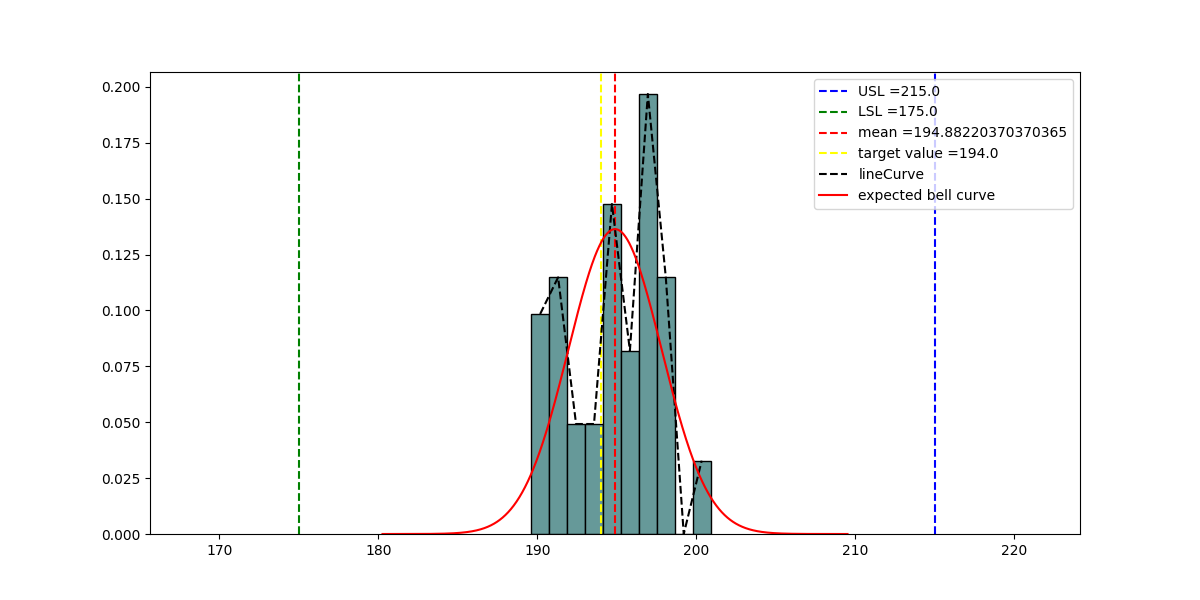 0.200
0.175
0.150
0.125
0.100
0.075
0.050
0.025
0.000
USL =215.0
LSL =175.0
mean =194.88220370370365
target value =194.0
lineCurve
expected bell curve
170 180 190 200 210 220